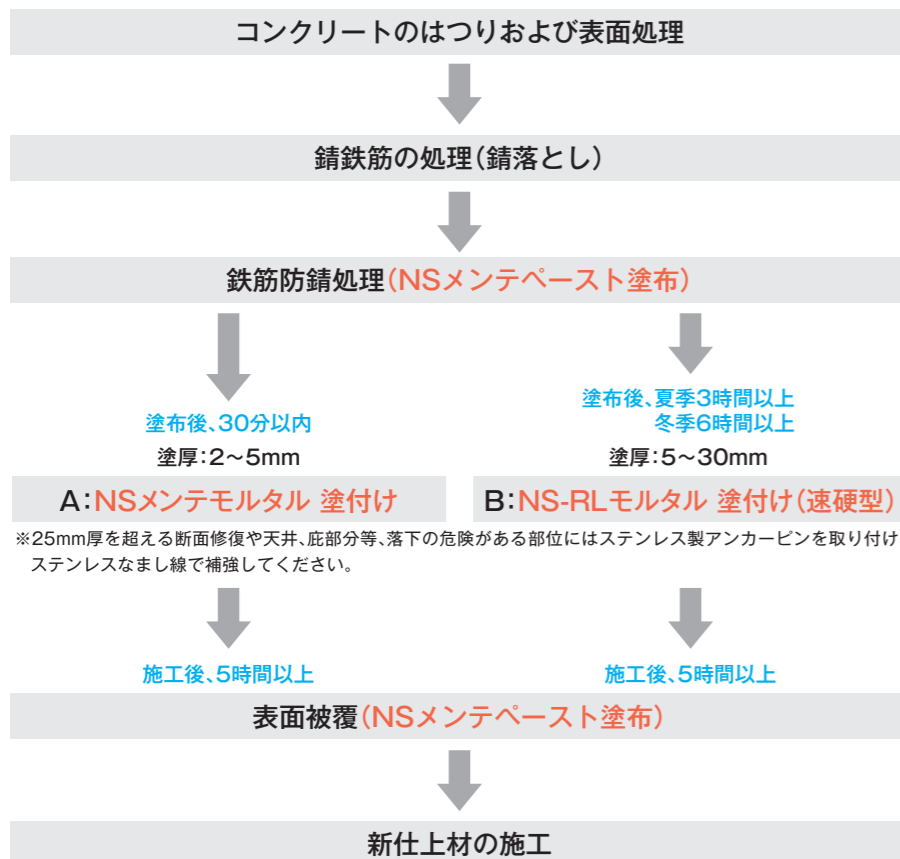 コンクリートのはつりおよび表面処理
錆鉄筋の処理(錆落とし)
鉄筋防錆処理(NSメンテペースト塗布)
塗布後、30分以内
塗厚:2〜5mm
A:NSメンテモルタル 塗付け
塗布後、夏季3時間以上
冬季6時間以上
塗厚:5〜30mm
B:NS-RLモルタル 塗付け(速硬型)
※25mm厚を超える断面修復や天井、庇部分等、落下の危険がある部位にはステンレス製アンカーピンを取り付け
ステンレスなまし線で補強してください。
施工後、5時間以上
施工後、5時間以上
表面被覆(NSメンテペースト塗布)
新仕上材の施工